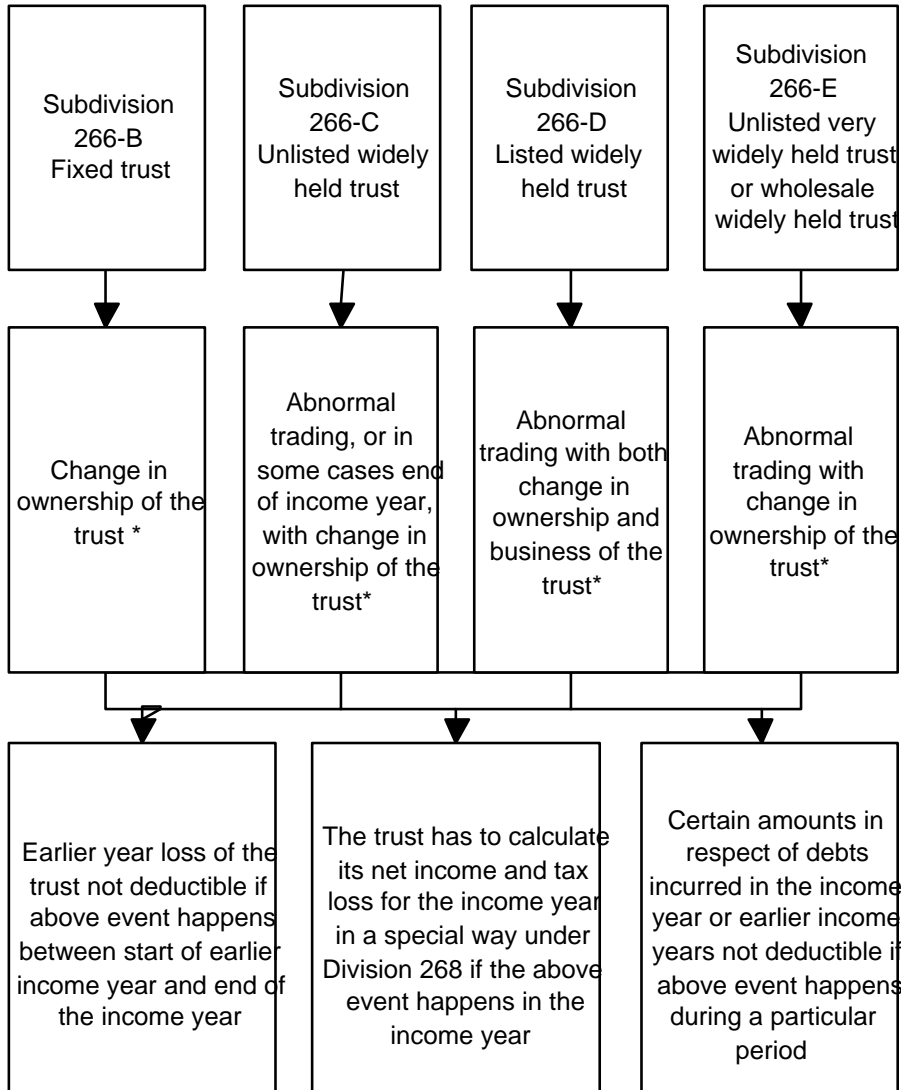 Subdivision
266-B
Fixed trust
Subdivision
266-C
Unlisted widely
held trust
Subdivision
266-D
Listed widely
held trust
Subdivision
266-E
Unlisted very
widely held trust
or wholesale
widely held trust
Change in
ownership of the
trust *
Abnormal
trading, or in
some cases end
of income year,
with change in
ownership of the
trust*
Abnormal
trading with both
change in
ownership and
business of the
trust*
Abnormal
trading with
change in
ownership of the
trust*
Earlier year loss of the
trust not deductible if
above event happens
between start of earlier
income year and end of
the income year
The trust has to calculate
its net income and tax
loss for the income year
in a special way under
Division 268 if the above
event happens in the
income year
Certain amounts in
respect of debts
incurred in the income
year or earlier income
years not deductible if
above event happens
during a particular
period